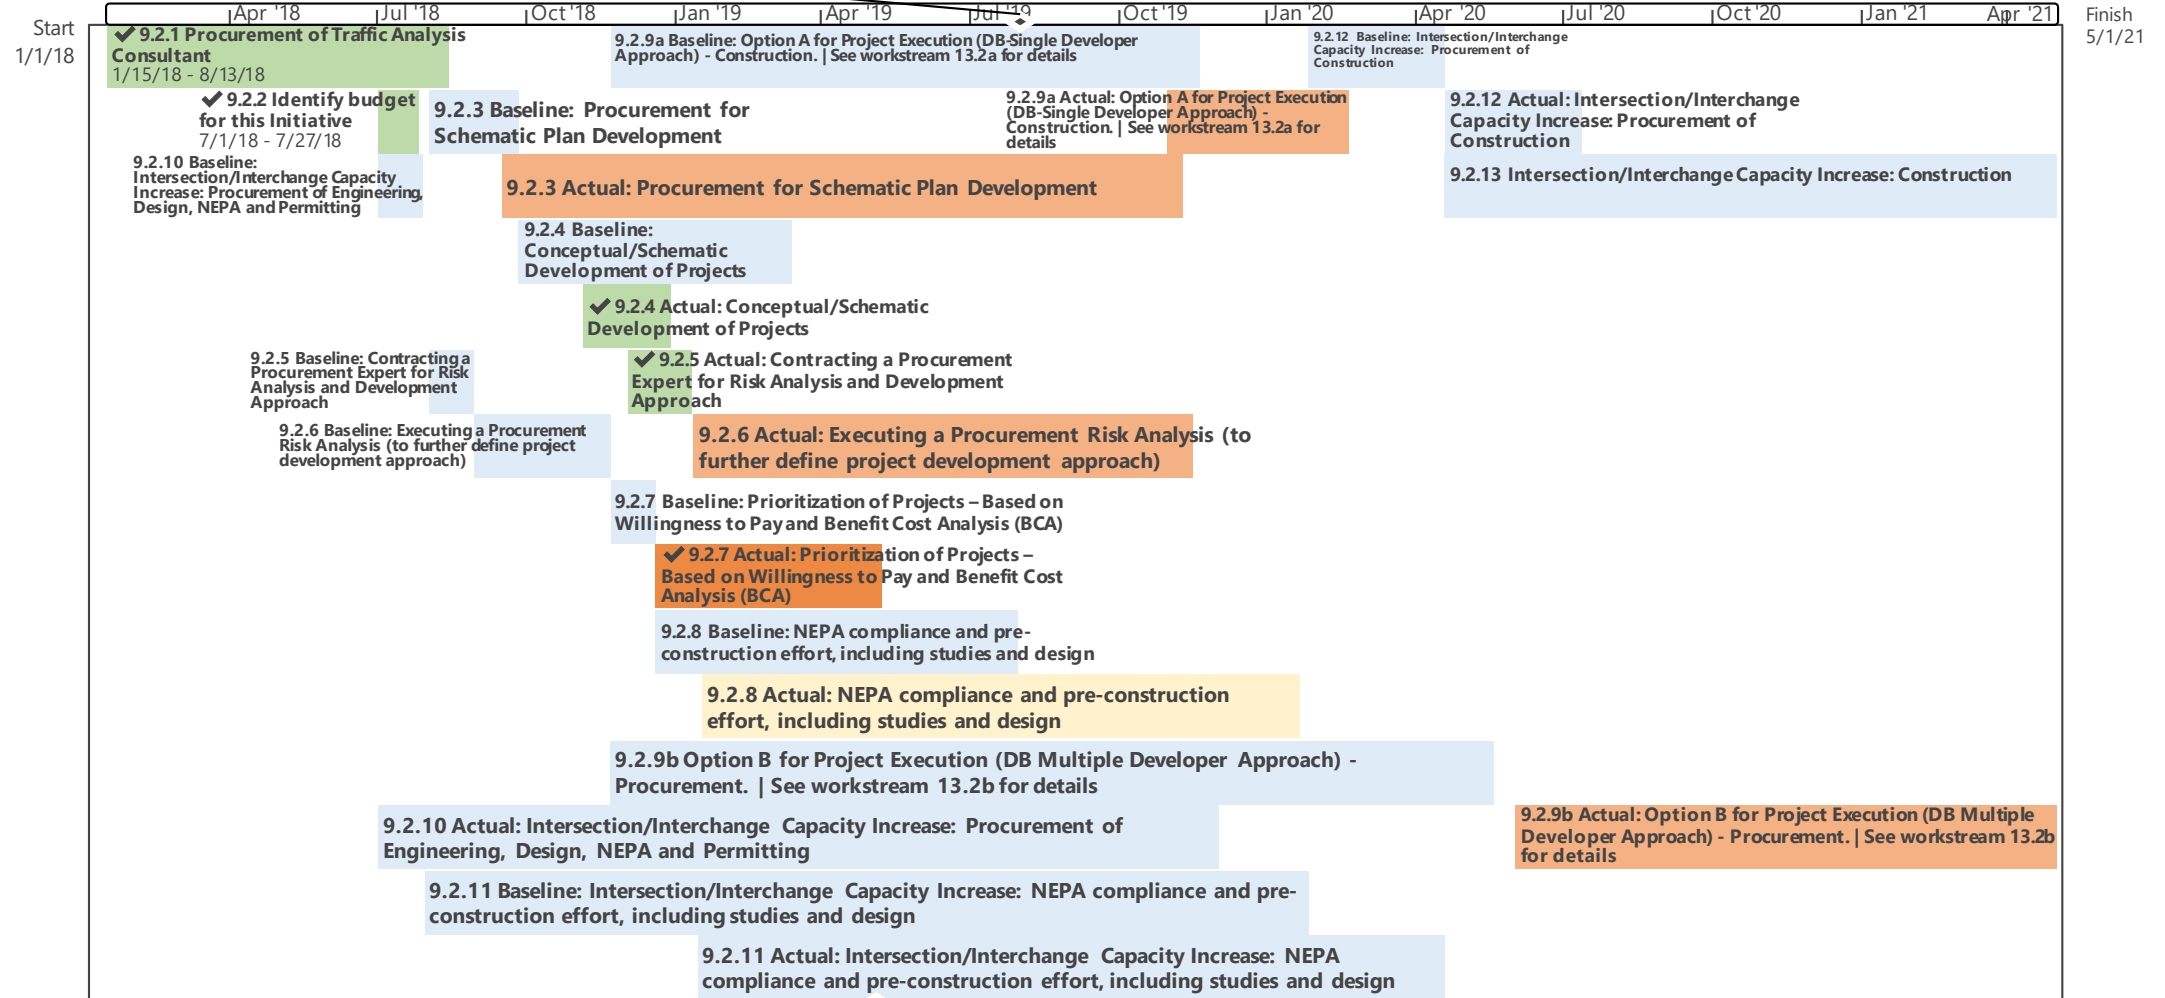 Start
1/1/18
Apr '18
Jul '18
Oct '18
Jan '19
Apr '19
Jul '19
Oct '19
Jan '20
Apr '20
Jul '20
Oct '20
Jan '21
Apr '21
Finish
5/1/21
✔ 9.2.1 Procurement of Traffic Analysis
Consultant
1/15/18 - 8/13/18
9.2.9a Baseline: Option A for Project Execution (DB-Single Developer
Approach) - Construction. | See workstream 13.2a for details
9.2.12 Baseline: Intersection/Interchange
Capacity Increase: Procurement of
Construction
✔ 9.2.2 Identify budget
for this Initiative
7/1/18 - 7/27/18
9.2.3 Baseline: Procurement for
Schematic Plan Development
9.2.9a Actual: Option A for Project Execution
(DB-Single Developer Approach) -
Construction. | See workstream 13.2a for
details
9.2.12 Actual: Intersection/Interchange
Capacity Increase: Procurement of
Construction
9.2.10 Baseline:
Intersection/Interchange Capacity
Increase: Procurement of Engineering,
Design, NEPA and Permitting
9.2.3 Actual: Procurement for Schematic Plan Development
9.2.13 Intersection/Interchange Capacity Increase: Construction
9.2.4 Baseline:
Conceptual/Schematic
Development of Projects
✔ 9.2.4 Actual: Conceptual/Schematic
Development of Projects
9.2.5 Baseline: Contracting a
Procurement Expert for Risk
Analysis and Development
Approach
✔ 9.2.5 Actual: Contracting a Procurement
Expert for Risk Analysis and Development
Approach
9.2.6 Baseline: Executing a Procurement
Risk Analysis (to further define project
development approach)
9.2.6 Actual: Executing a Procurement Risk Analysis (to
further define project development approach)
9.2.7 Baseline: Prioritization of Projects – Based on
Willingness to Pay and Benefit Cost Analysis (BCA)
✔ 9.2.7 Actual: Prioritization of Projects –
Based on Willingness to Pay and Benefit Cost
Analysis (BCA)
9.2.8 Baseline: NEPA compliance and pre-
construction effort, including studies and design
9.2.8 Actual: NEPA compliance and pre-construction
effort, including studies and design
9.2.9b Option B for Project Execution (DB Multiple Developer Approach) -
Procurement. | See workstream 13.2b for details
9.2.10 Actual: Intersection/Interchange Capacity Increase: Procurement of
Engineering, Design, NEPA and Permitting
9.2.9b Actual: Option B for Project Execution (DB Multiple
Developer Approach) - Procurement. | See workstream 13.2b
for details
9.2.11 Baseline: Intersection/Interchange Capacity Increase: NEPA compliance and pre-
construction effort, including studies and design
9.2.11 Actual: Intersection/Interchange Capacity Increase: NEPA
compliance and pre-construction effort, including studies and design